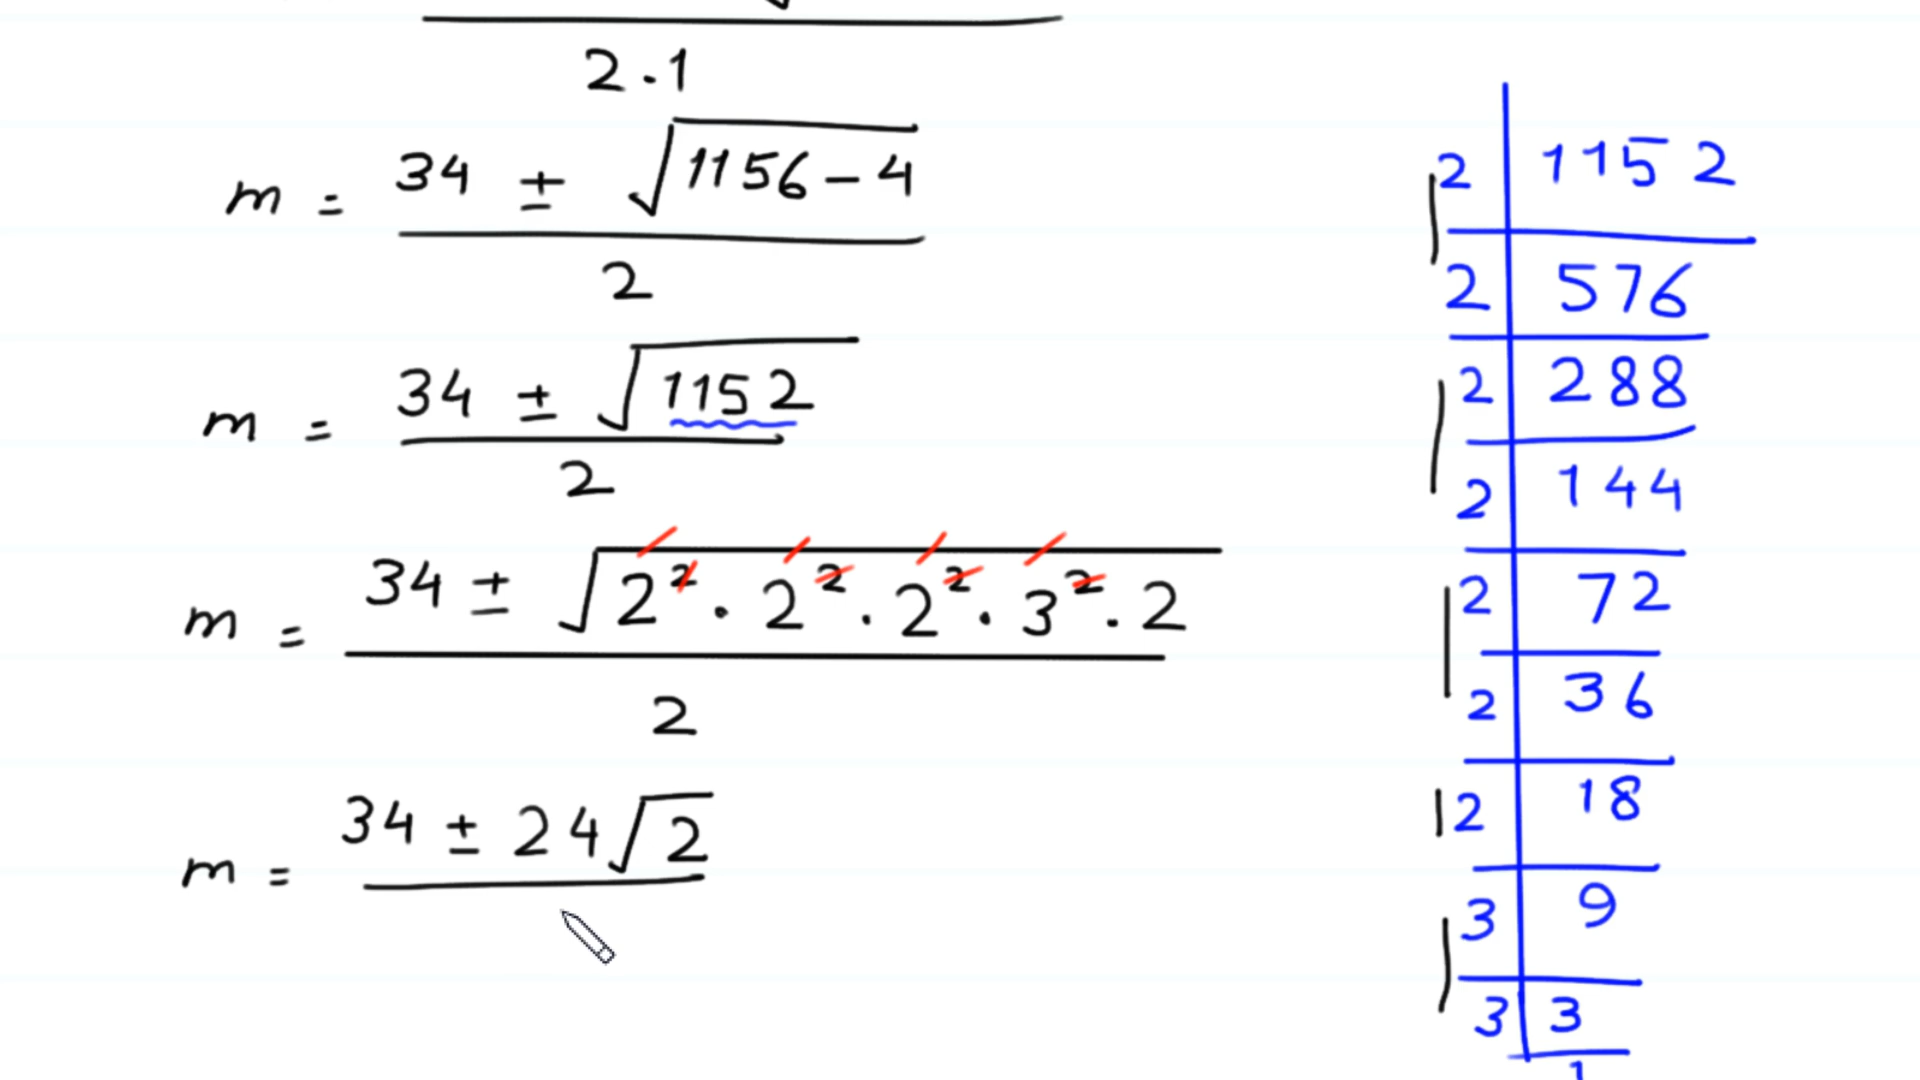 2 · 1
m = 34 ± √1156 – 4
2
m = 34 ± √1152
2
m = 34 ± √2² · 2² · 2² · 3² · 2
2
m = 34 ± 24√2
2 1152
2 576
2 288
2 144
2 72
2 36
2 18
3 9
3 3
1